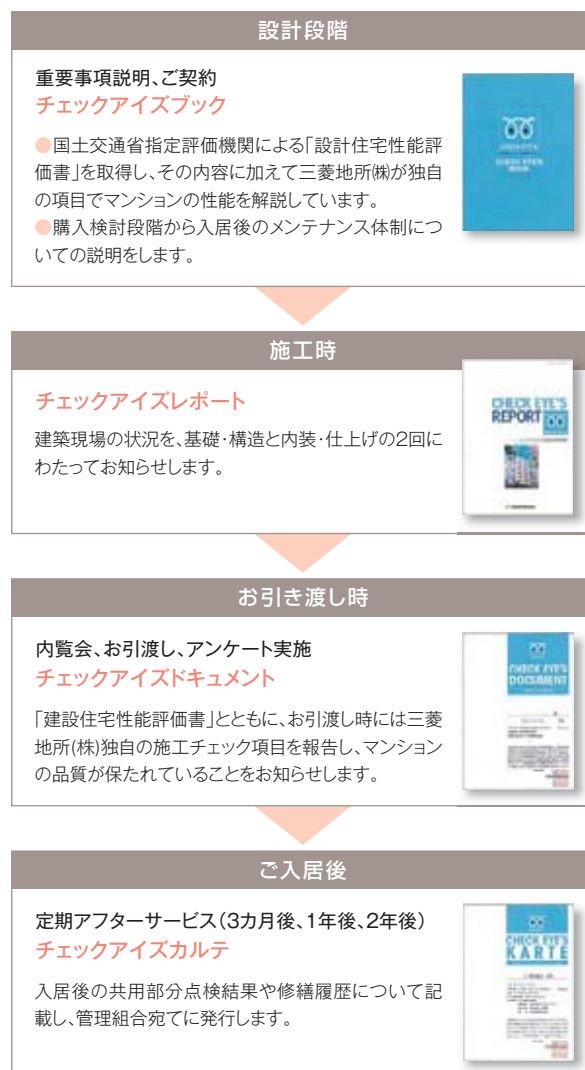 設計段階
重要事項説明、ご契約
チェックアイズブック
●国土交通省指定評価機関による「設計住宅性能評
価書」を取得し、その内容に加えて三菱地所㈱が独自
の項目でマンションの性能を解説しています。
●購入検討段階から入居後のメンテナンス体制につ
いての説明をします。
CHECK EYE'S
BOOK
施工時
チェックアイズレポート
建築現場の状況を、基礎・構造と内装・仕上げの2回に
わたってお知らせします。
CHECK EYE'S
REPORT
お引き渡し時
内覧会、お引渡し、アンケート実施
チェックアイズドキュメント
「建設住宅性能評価書」とともに、お引渡し時には三菱
地所(株)独自の施工チェック項目を報告し、マンション
の品質が保たれていることをお知らせします。
CHECK EYE'S
DOCUMENT
ご入居後
定期アフターサービス(3カ月後、1年後、2年後)
チェックアイズカルテ
入居後の共用部分点検結果や修繕履歴について記
載し、管理組合宛てに発行します。
CHECK EYE'S
KARTE